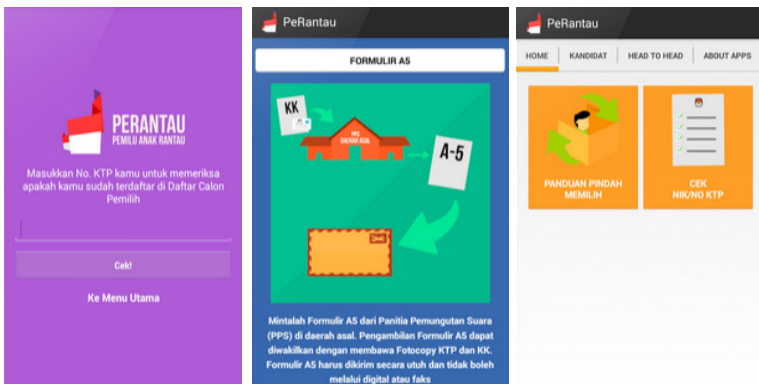 PERANTAU
PEMILU ANAK RANTAU
Masukkan No. KTP kamu untuk memeriksa
apakah kamu sudah terdaftar di Daftar Calon
Pemilih
Cek!
Ke Menu Utama
PeRantau
FORMULIR A5
KK
PPS
DAERAH ASAL
A-5
Mintalah Formulir A5 dari Panitia Pemungutan Suara
(PPS) di daerah asal. Pengambilan Formulir A5 dapat
diwakilkan dengan membawa Fotocopy KTP dan KK.
Formulir A5 harus dikirim secara utuh dan tidak boleh
melalui digital atau faks
PeRantau
HOME KANDIDAT HEAD TO HEAD ABOUT APPS
PANDUAN PINDAH
MEMILIH
CEK
NIK/NO KTP